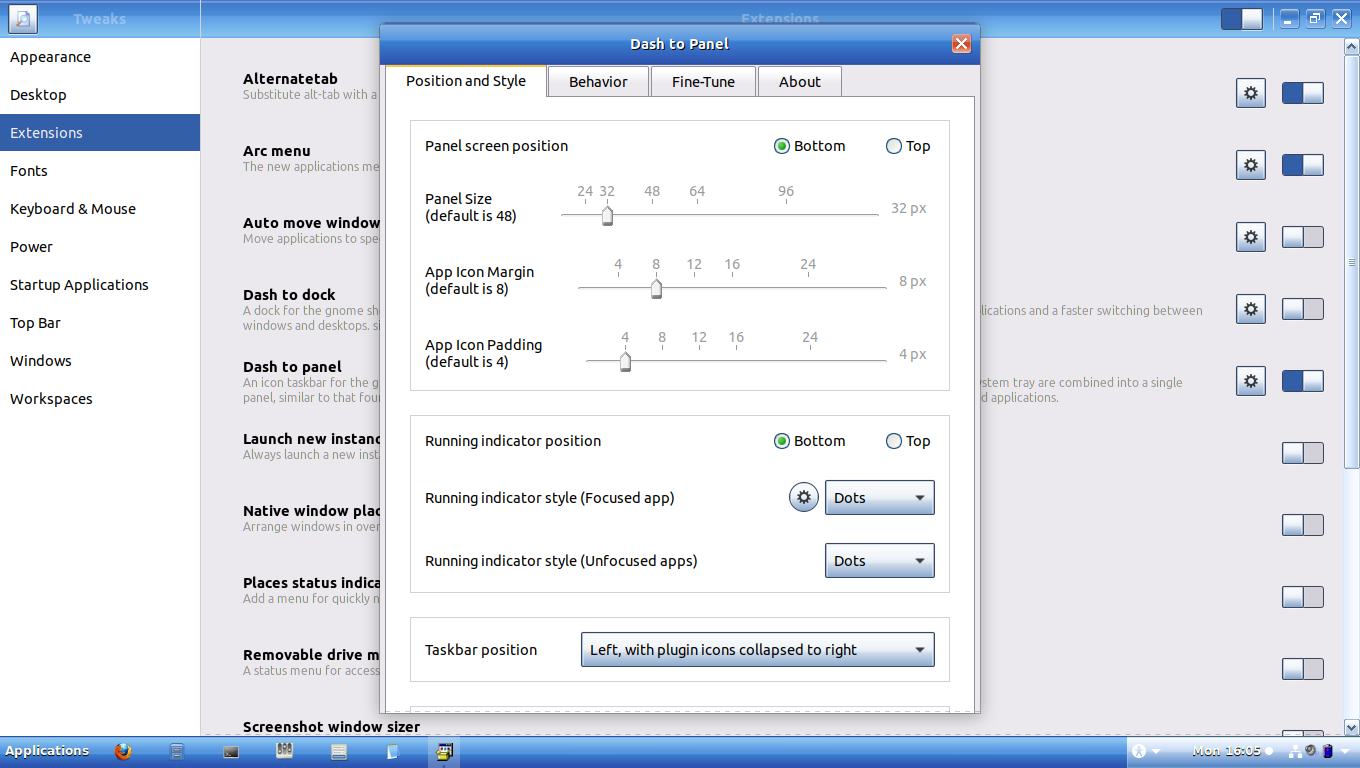 Tweaks
Extensions
Appearance
Desktop
Extensions
Fonts
Keyboard & Mouse
Power
Startup Applications
Top Bar
Windows
Workspaces
Alternatetab
Substitute alt-tab with a
Arc menu
The new applications me
Auto move window
Move applications to spe
Dash to dock
A dock for the gnome sh
lications and a faster switching between
windows and desktops. si
Dash to panel
An icon taskbar for the g
stem tray are combined into a single
panel, similar to that foun
d applications.
Launch new instanc
Always launch a new inst
Native window plac
Arrange windows in over
Places status indica
Add a menu for quickly n
Removable drive m
A status menu for access
Screenshot window sizer
Dash to Panel
Position and Style
Behavior
Fine-Tune
About
Panel screen position
Bottom
Top
Panel Size
(default is 48)
24 32 48 64 96
32 px
App Icon Margin
(default is 8)
4 8 12 16 24
8 px
App Icon Padding
(default is 4)
4 8 12 16 24
4 px
Running indicator position
Bottom
Top
Running indicator style (Focused app)
Dots
Running indicator style (Unfocused apps)
Dots
Taskbar position
Left, with plugin icons collapsed to right
Applications
Mon 16:05